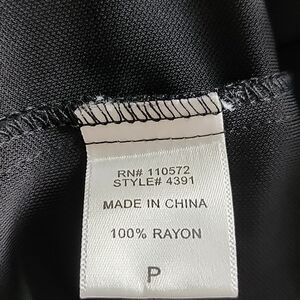 RN# 110572
STYLE# 4391
MADE IN CHINA
100% RAYON
P